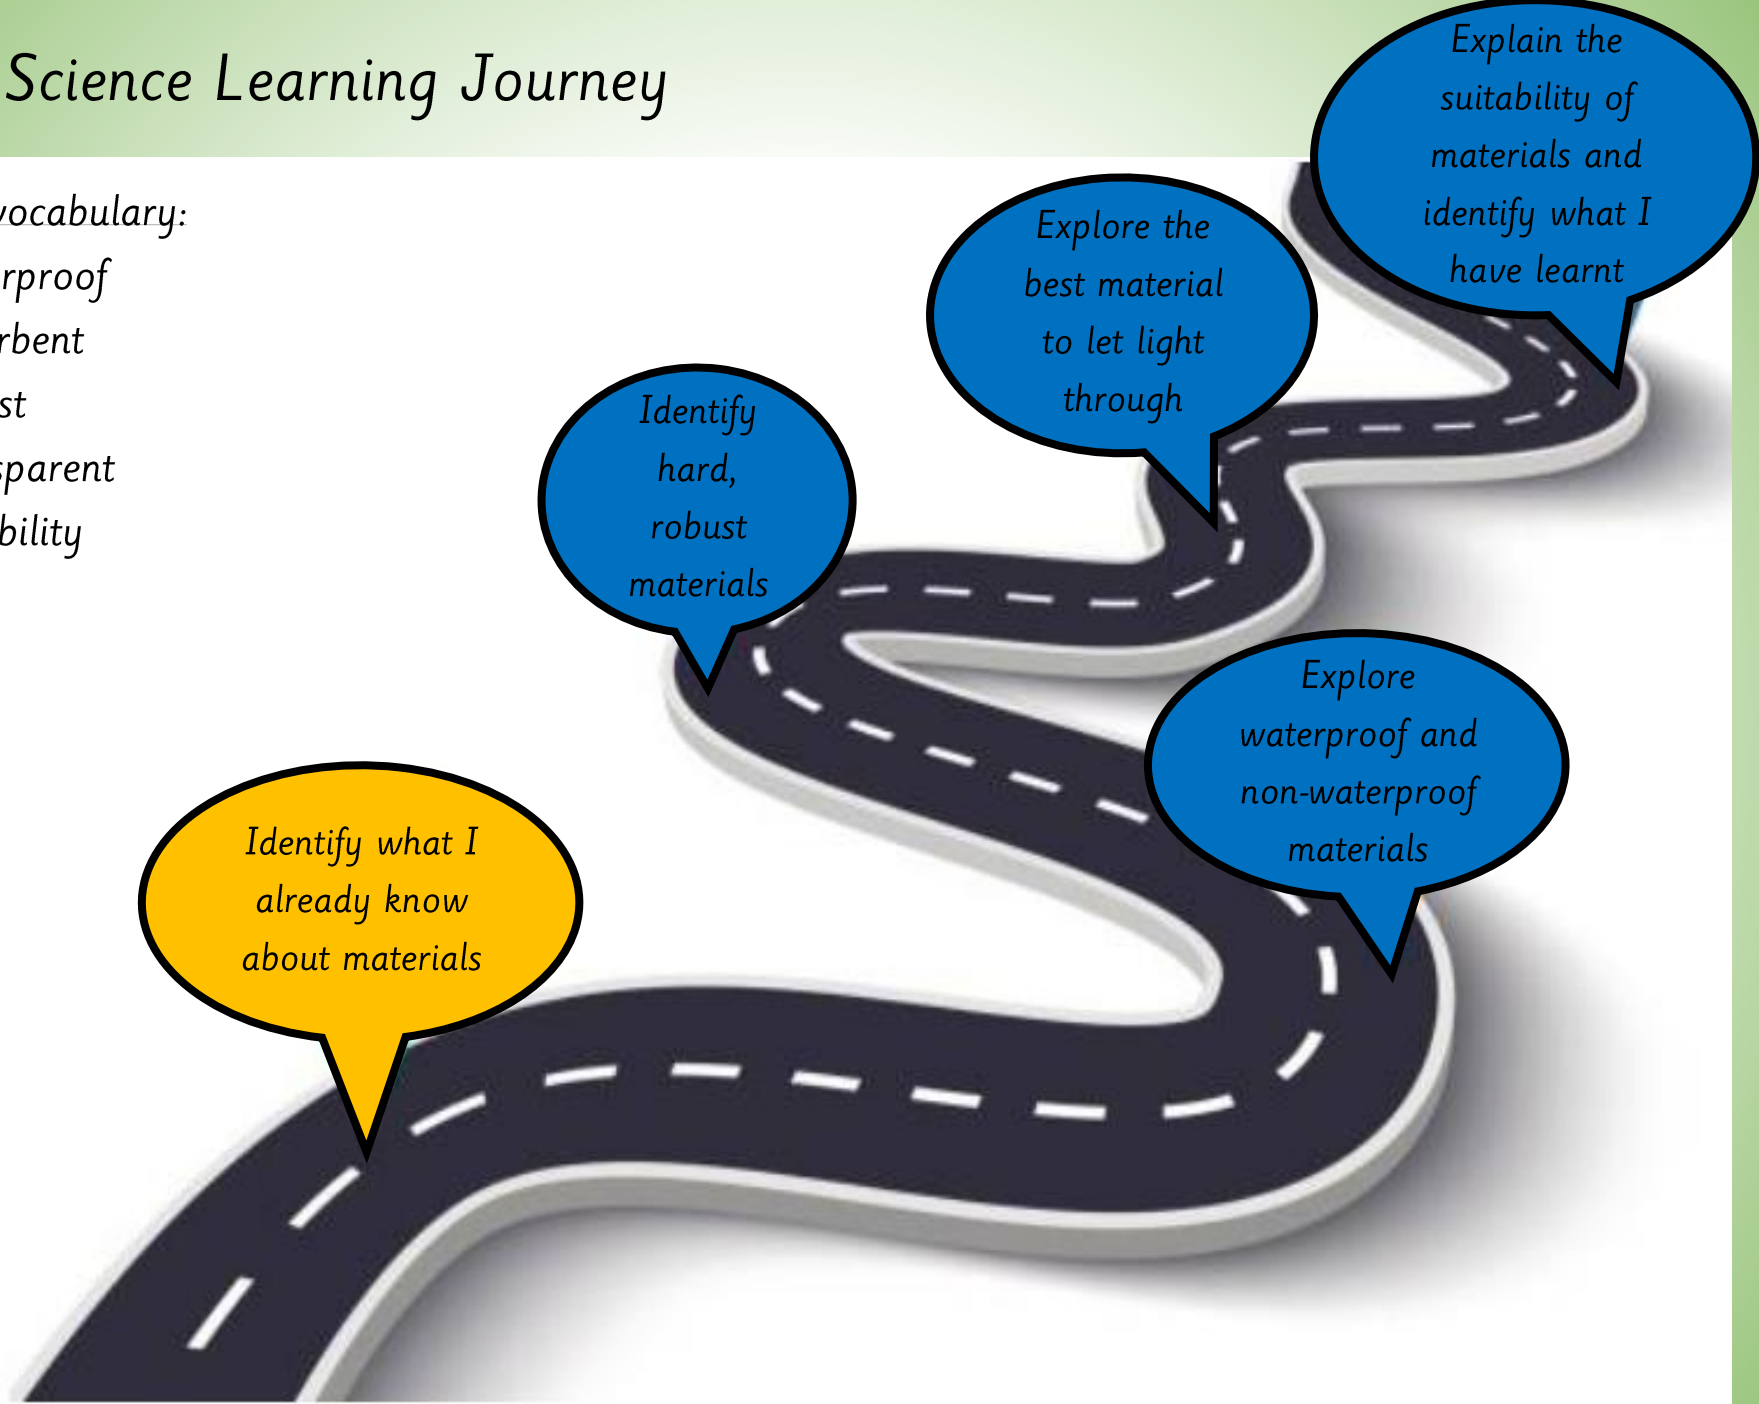 Science Learning Journey
vocabulary:
rproof
rbent
st
sparent
bility
Explain the
suitability of
materials and
identify what I
have learnt
Explore the
best material
to let light
through
Identify
hard,
robust
materials
Explore
waterproof and
non-waterproof
materials
Identify what I
already know
about materials